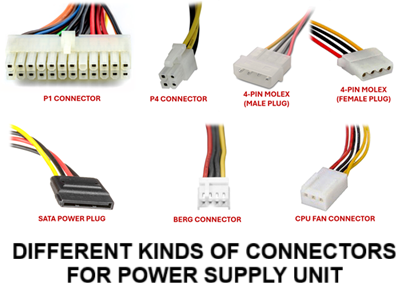 P1 CONNECTOR
P4 CONNECTOR
4-PIN MOLEX
(MALE PLUG)
4-PIN MOLEX
(FEMALE PLUG)
SATA POWER PLUG
BERG CONNECTOR
CPU FAN CONNECTOR
DIFFERENT KINDS OF CONNECTORS
FOR POWER SUPPLY UNIT